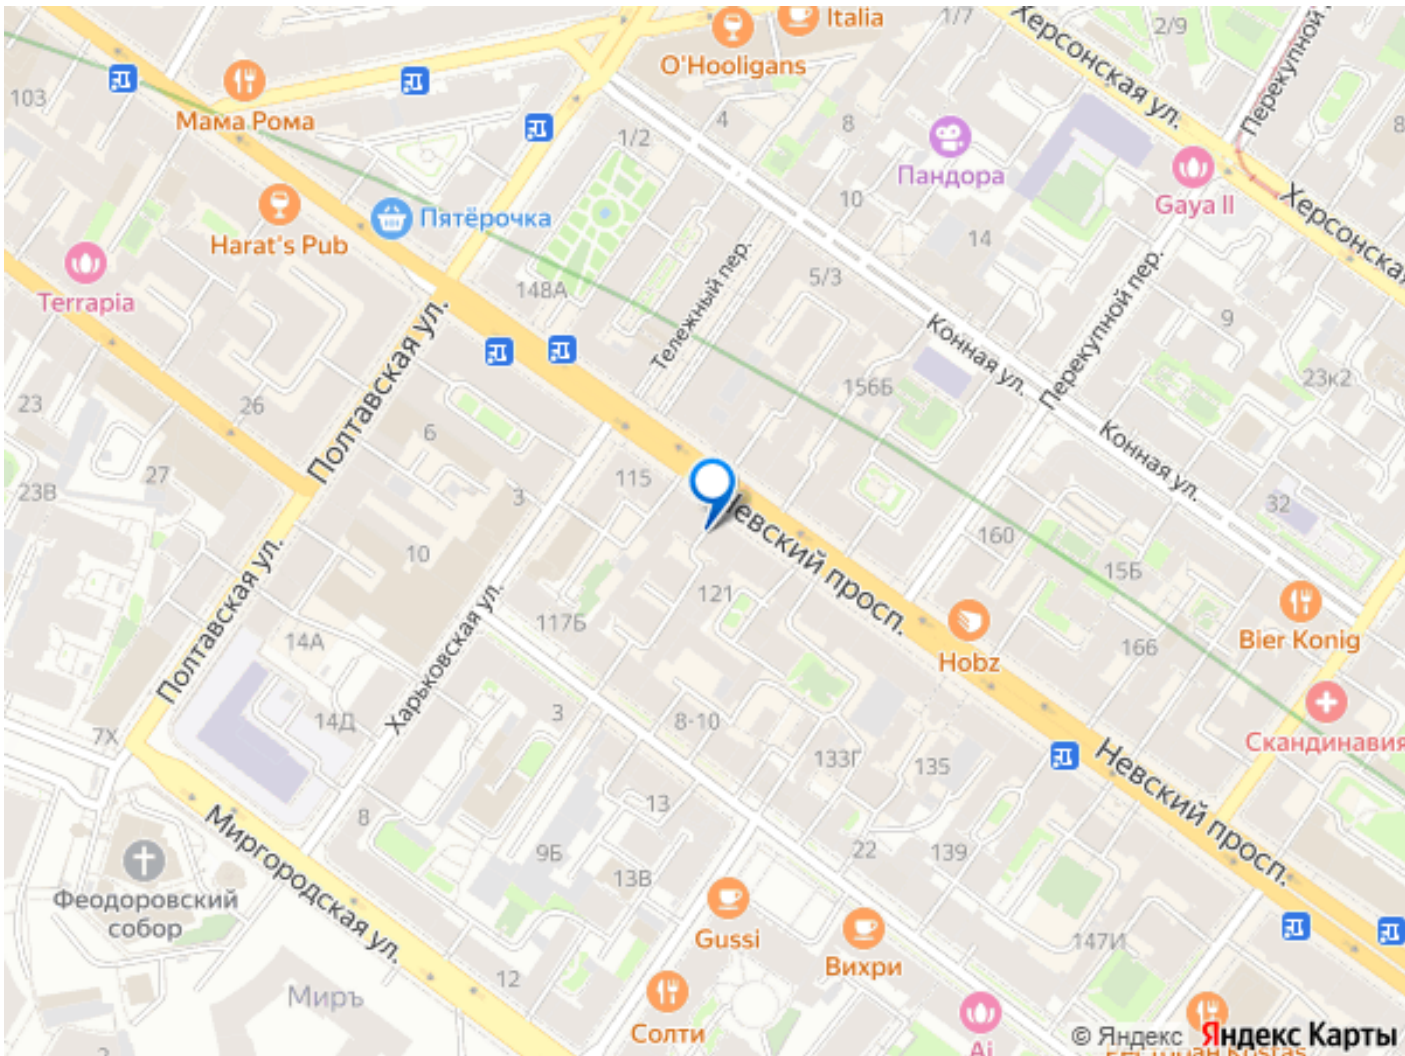 Italia
1/7
2/9
Херсонская ул.
Перекупной
O'Hooligans
103
Мама Рома
1/2
4
8
8
Пандора
10
Gaya II
Херсонская
Harat's Pub
Пятёрочка
14
Terrapia
148А
Тележный пер.
5/3
Конная ул.
Перекупной пер.
9
23к2
Полтавская ул.
156Б
23
26
6
Конная ул.
27
23В
3
115
32
Невский просп.
10
160
15Б
121
Полтавская ул.
117Б
14А
Харьковская ул.
Hobz
166
Bier Konig
7Х
14Д
3
8-10
133Г
135
Невский просп.
Скандинавия
Миргородская ул.
8
13
9Б
13В
22
139
Феодоровский
собор
Gussi
Вихри
147И
12
Миръ
Солти
Ai
© Яндекс
Яндекс Карты